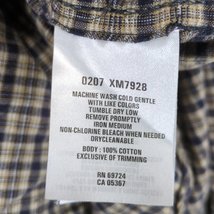 0207 XM7928
MACHINE WASH COLD GENTLE
WITH LIKE COLORS
TUMBLE DRY LOW
REMOVE PROMPTLY
IRON MEDIUM
NON-CHLORINE BLEACH WHEN NEEDED
DRYCLEANABLE
BODY : 100% COTTON
EXCLUSIVE OF TRIMMING
RN 69724
CA 05367